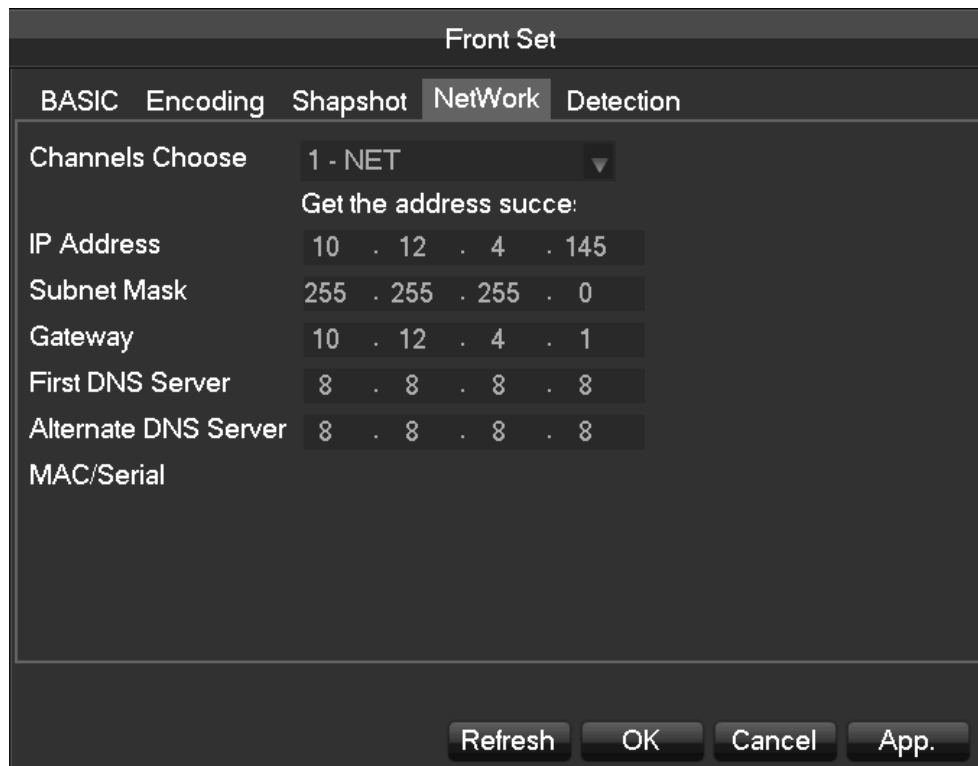 Front Set
BASIC Encoding Shapshot NetWork Detection
Channels Choose 1 - NET
Get the address succe
IP Address 10 . 12 . 4 . 145
Subnet Mask 255 . 255 . 255 . 0
Gateway 10 . 12 . 4 . 1
First DNS Server 8 . 8 . 8 . 8
Alternate DNS Server 8 . 8 . 8 . 8
MAC/Serial
Refresh OK Cancel App.